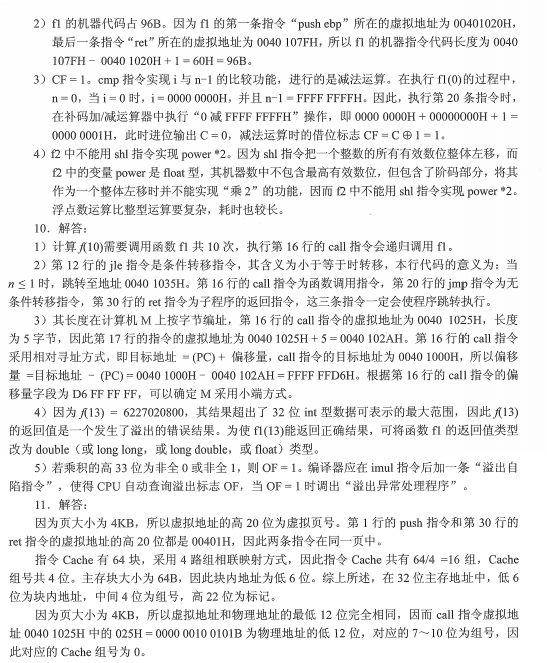 2）f1 的机器代码占 96B。因为 f1 的第一条指令“push ebp”所在的虚拟地址为 00401020H，
最后一条指令“ret”所在的虚拟地址为 0040 107FH，所以 f1 的机器指令代码长度为 0040
107FH − 0040 1020H + 1 = 60H = 96B。
3）CF = 1。cmp 指令实现 i 与 n−1 的比较功能，进行的是减法运算。在执行 f1(0)的过程中，
n = 0，当 i = 0 时，i = 0000 0000H，并且 n−1 = FFFF FFFFH。因此，执行第 20 条指令时，
在补码加/减运算器中执行“0 减 FFFF FFFFH”操作，即 0000 0000H + 00000000H + 1 =
0000 0001H，此时进位输出 C = 0，减法运算时的借位标志 CF = C ⊕ 1 = 1。
4）f2 中不能用 shl 指令实现 power *2。因为 shl 指令把一个整数的所有有效数位整体左移，而
f2 中的变量 power 是 float 型，其机器数中不包含最高有效数位，但包含了阶码部分，将其
作为一个整体左移时并不能实现“乘 2”的功能，因而 f2 中不能用 shl 指令实现 power *2。
浮点数运算比整型运算要复杂，耗时也较长。
10．解答：
1）计算 f(10)需要调用函数 f1 共 10 次，执行第 16 行的 call 指令会递归调用 f1。
2）第 12 行的 jle 指令是条件转移指令，其含义为小于等于时转移，本行代码的意义为：当
n ≤ 1 时，跳转至地址 0040 1035H。第 16 行的 call 指令为函数调用指令，第 20 行的 jmp 指令为无
条件转移指令，第 30 行的 ret 指令为子程序的返回指令，这三条指令一定会使程序跳转执行。
3）其长度在计算机 M 上按字节编址，第 16 行的 call 指令的虚拟地址为 0040 1025H，长度
为 5 字节，因此第 17 行的指令的虚拟地址为 0040 1025H + 5 = 0040 102AH。第 16 行的 call 指令
采用相对寻址方式，即目标地址 = (PC) + 偏移量，call 指令的目标地址为 0040 1000H，所以偏移
量 =目标地址 − (PC) = 0040 1000H − 0040 102AH = FFFF FFD6H。根据第 16 行的 call 指令的偏
移量字段为 D6 FF FF FF，可以确定 M 采用小端方式。
4）因为 f(13) = 6227020800，其结果超出了 32 位 int 型数据可表示的最大范围，因此 f(13)
的返回值是一个发生了溢出的错误结果。为使 f1(13)能返回正确结果，可将函数 f1 的返回值类型
改为 double（或 long long，或 long double，或 float）类型。
5）若乘积的高 33 位为非全 0 或非全 1，则 OF = 1。编译器应在 imul 指令后加一条“溢出自
陷指令”，使得 CPU 自动查询溢出标志 OF，当 OF = 1 时调出“溢出异常处理程序”。
11．解答：
因为页大小为 4KB，所以虚拟地址的高 20 位为虚拟页号。第 1 行的 push 指令和第 30 行的
ret 指令的虚拟地址的高 20 位都是 00401H，因此两条指令在同一页中。
指令 Cache 有 64 块，采用 4 路组相联映射方式，因此指令 Cache 共有 64/4 =16 组，Cache
组号共 4 位。主存块大小为 64B，因此块内地址为低 6 位。综上所述，在 32 位主存地址中，低 6
位为块内地址，中间 4 位为组号，高 22 位为标记。
因为页大小为 4KB，所以虚拟地址和物理地址的最低 12 位完全相同，因而 call 指令虚拟地
址 0040 1025H 中的 025H = 0000 0010 0101B 为物理地址的低 12 位，对应的 7～10 位为组号，因
此对应的 Cache 组号为 0。